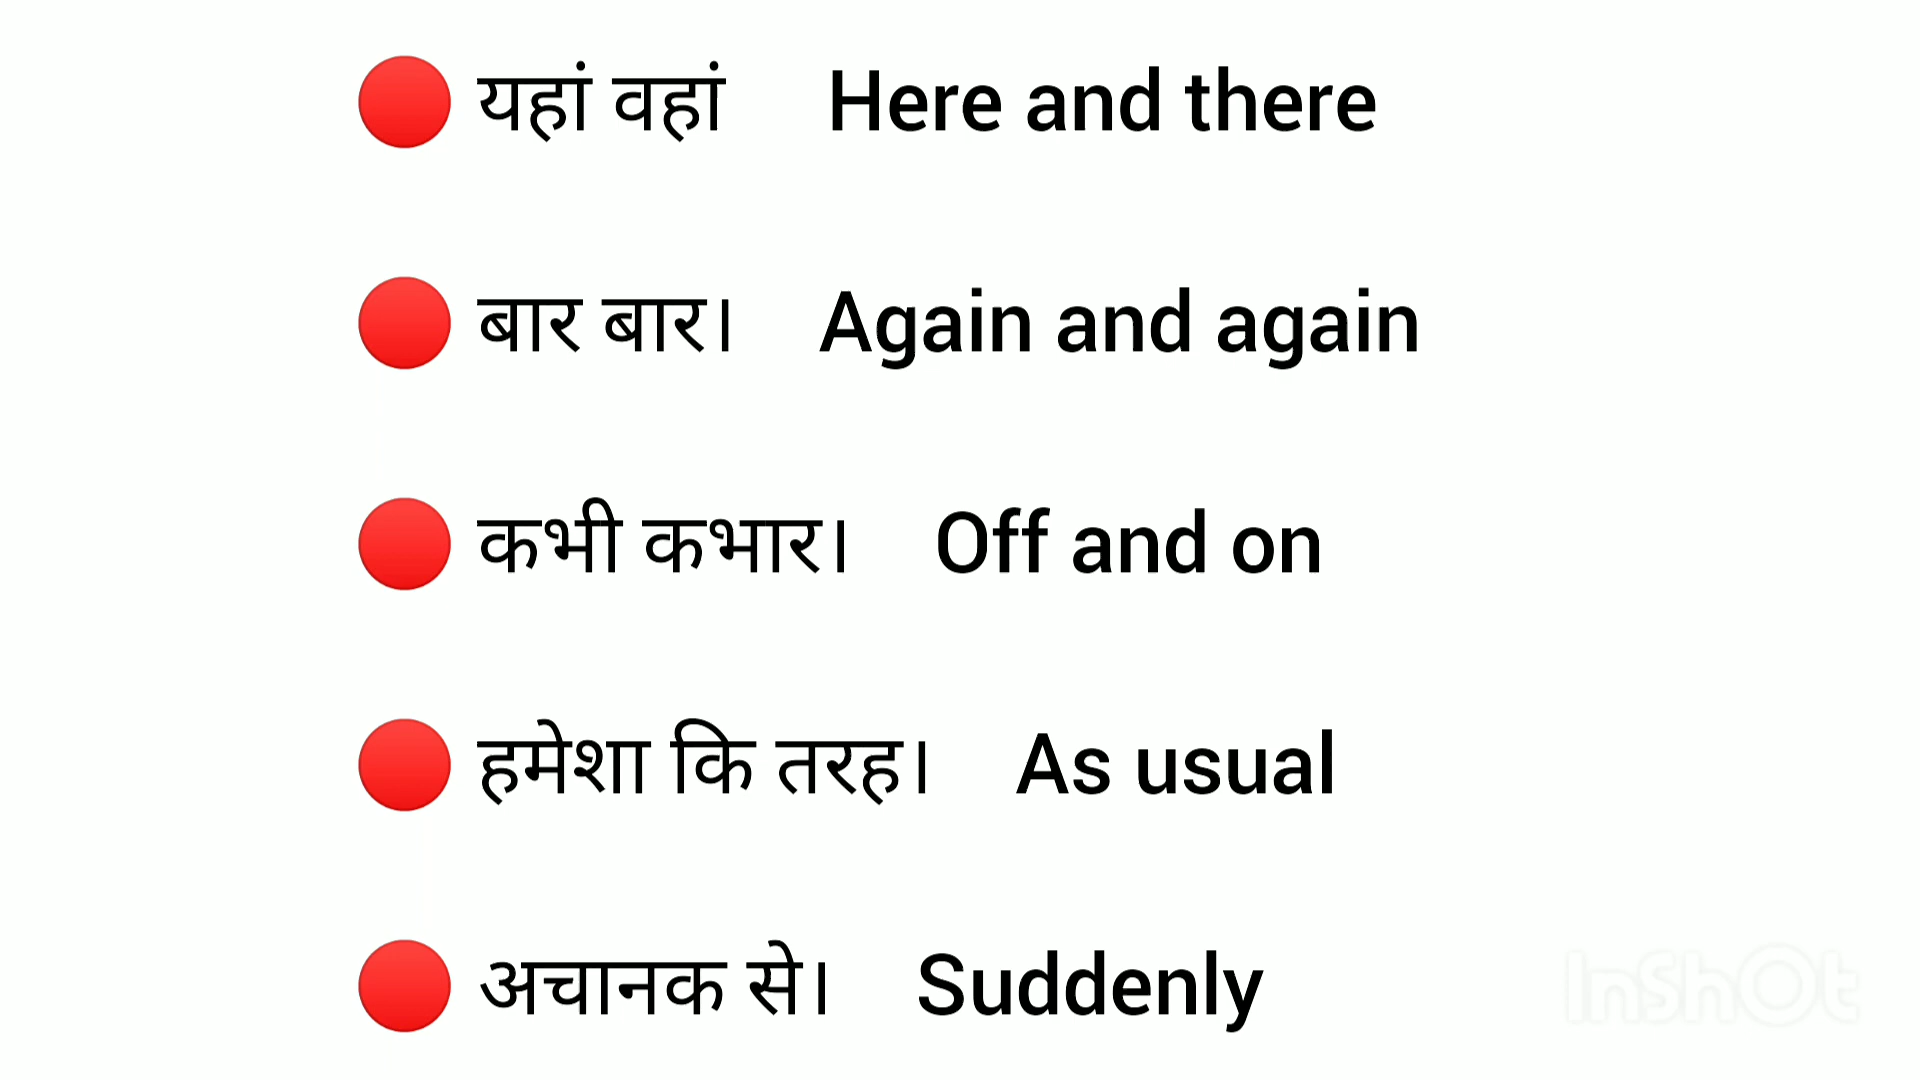 🔴 यहां वहां Here and there
🔴 बार बार। Again and again
🔴 कभी कभार। Off and on
🔴 हमेशा कि तरह। As usual
🔴 अचानक से। Suddenly
InShOt